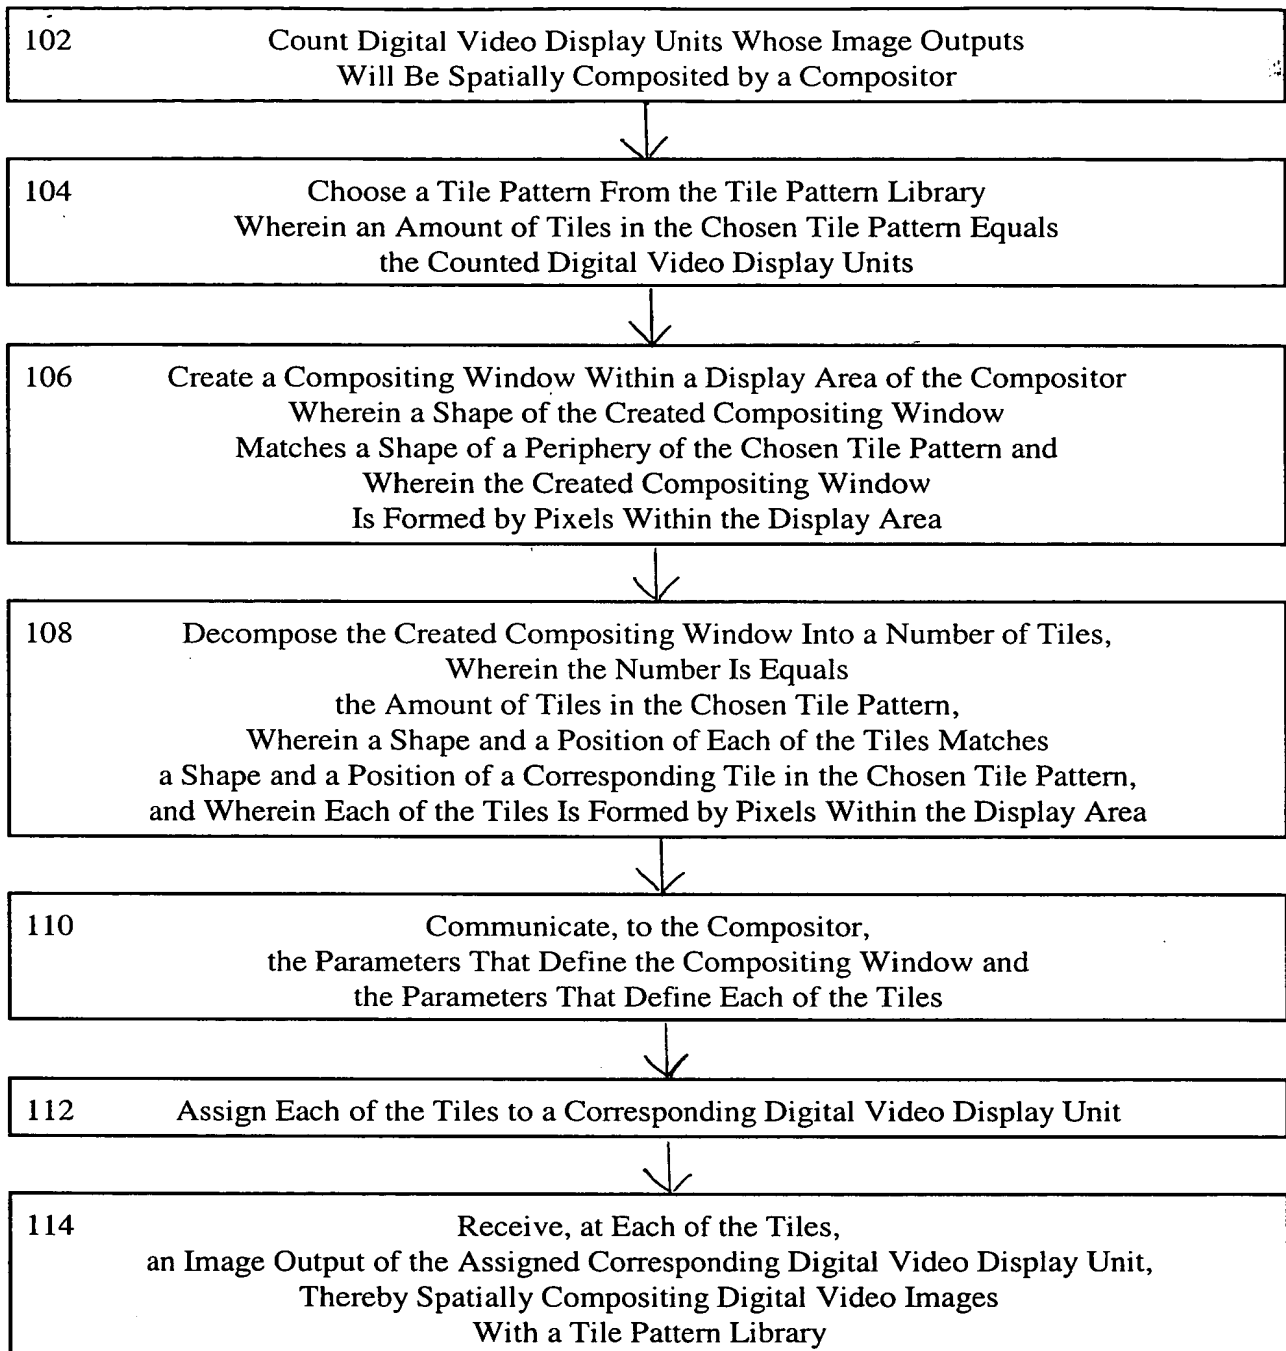 102 Count Digital Video Display Units Whose Image Outputs
Will Be Spatially Composited by a Compositor
104 Choose a Tile Pattern From the Tile Pattern Library
Wherein an Amount of Tiles in the Chosen Tile Pattern Equals
the Counted Digital Video Display Units
106 Create a Compositing Window Within a Display Area of the Compositor
Wherein a Shape of the Created Compositing Window
Matches a Shape of a Periphery of the Chosen Tile Pattern and
Wherein the Created Compositing Window
Is Formed by Pixels Within the Display Area
108 Decompose the Created Compositing Window Into a Number of Tiles,
Wherein the Number Is Equals
the Amount of Tiles in the Chosen Tile Pattern,
Wherein a Shape and a Position of Each of the Tiles Matches
a Shape and a Position of a Corresponding Tile in the Chosen Tile Pattern,
and Wherein Each of the Tiles Is Formed by Pixels Within the Display Area
110 Communicate, to the Compositor,
the Parameters That Define the Compositing Window and
the Parameters That Define Each of the Tiles
112 Assign Each of the Tiles to a Corresponding Digital Video Display Unit
114 Receive, at Each of the Tiles,
an Image Output of the Assigned Corresponding Digital Video Display Unit,
Thereby Spatially Compositing Digital Video Images
With a Tile Pattern Library